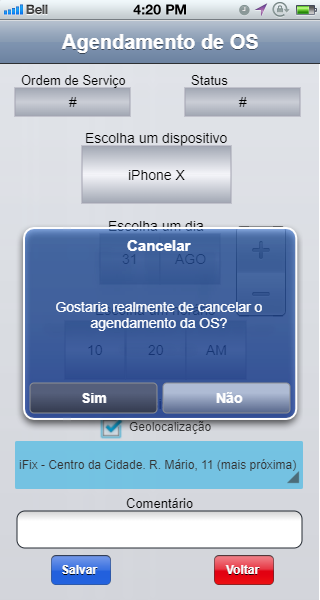 Bell 4:20 PM
Agendamento de OS
Ordem de Serviço Status
# #
Escolha um dispositivo
iPhone X
Escolha um dia
31 AGO +
Cancelar
Gostaria realmente de cancelar o
agendamento da OS?
10 20 AM
Sim Não
Geolocalização
iFix - Centro da Cidade. R. Mário, 11 (mais próxima)
Comentário
Salvar Voltar